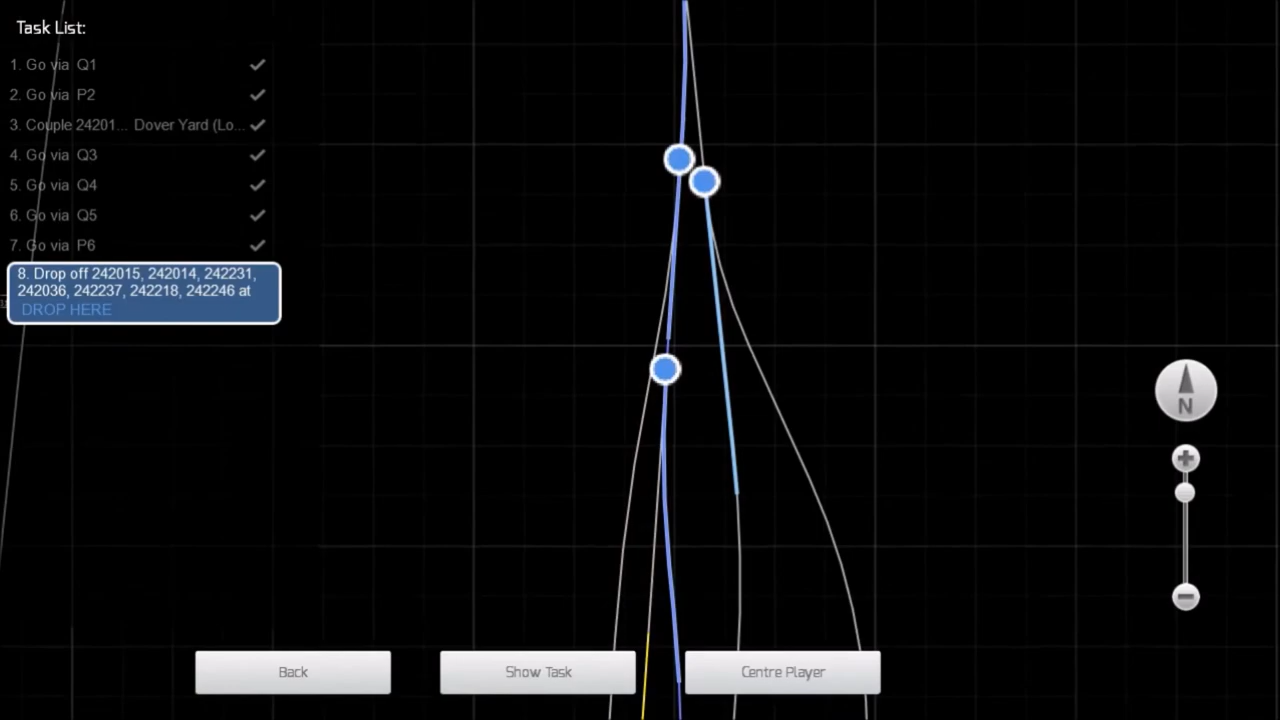 Task List:
1. Go via Q1
2. Go via P2
3. Couple 24201... Dover Yard (Lo...
4. Go via Q3
5. Go via Q4
6. Go via Q5
7. Go via P6
8. Drop off 242015, 242014, 242231,
242036, 242237, 242218, 242246 at
DROP HERE
N
Back
Show Task
Centre Player